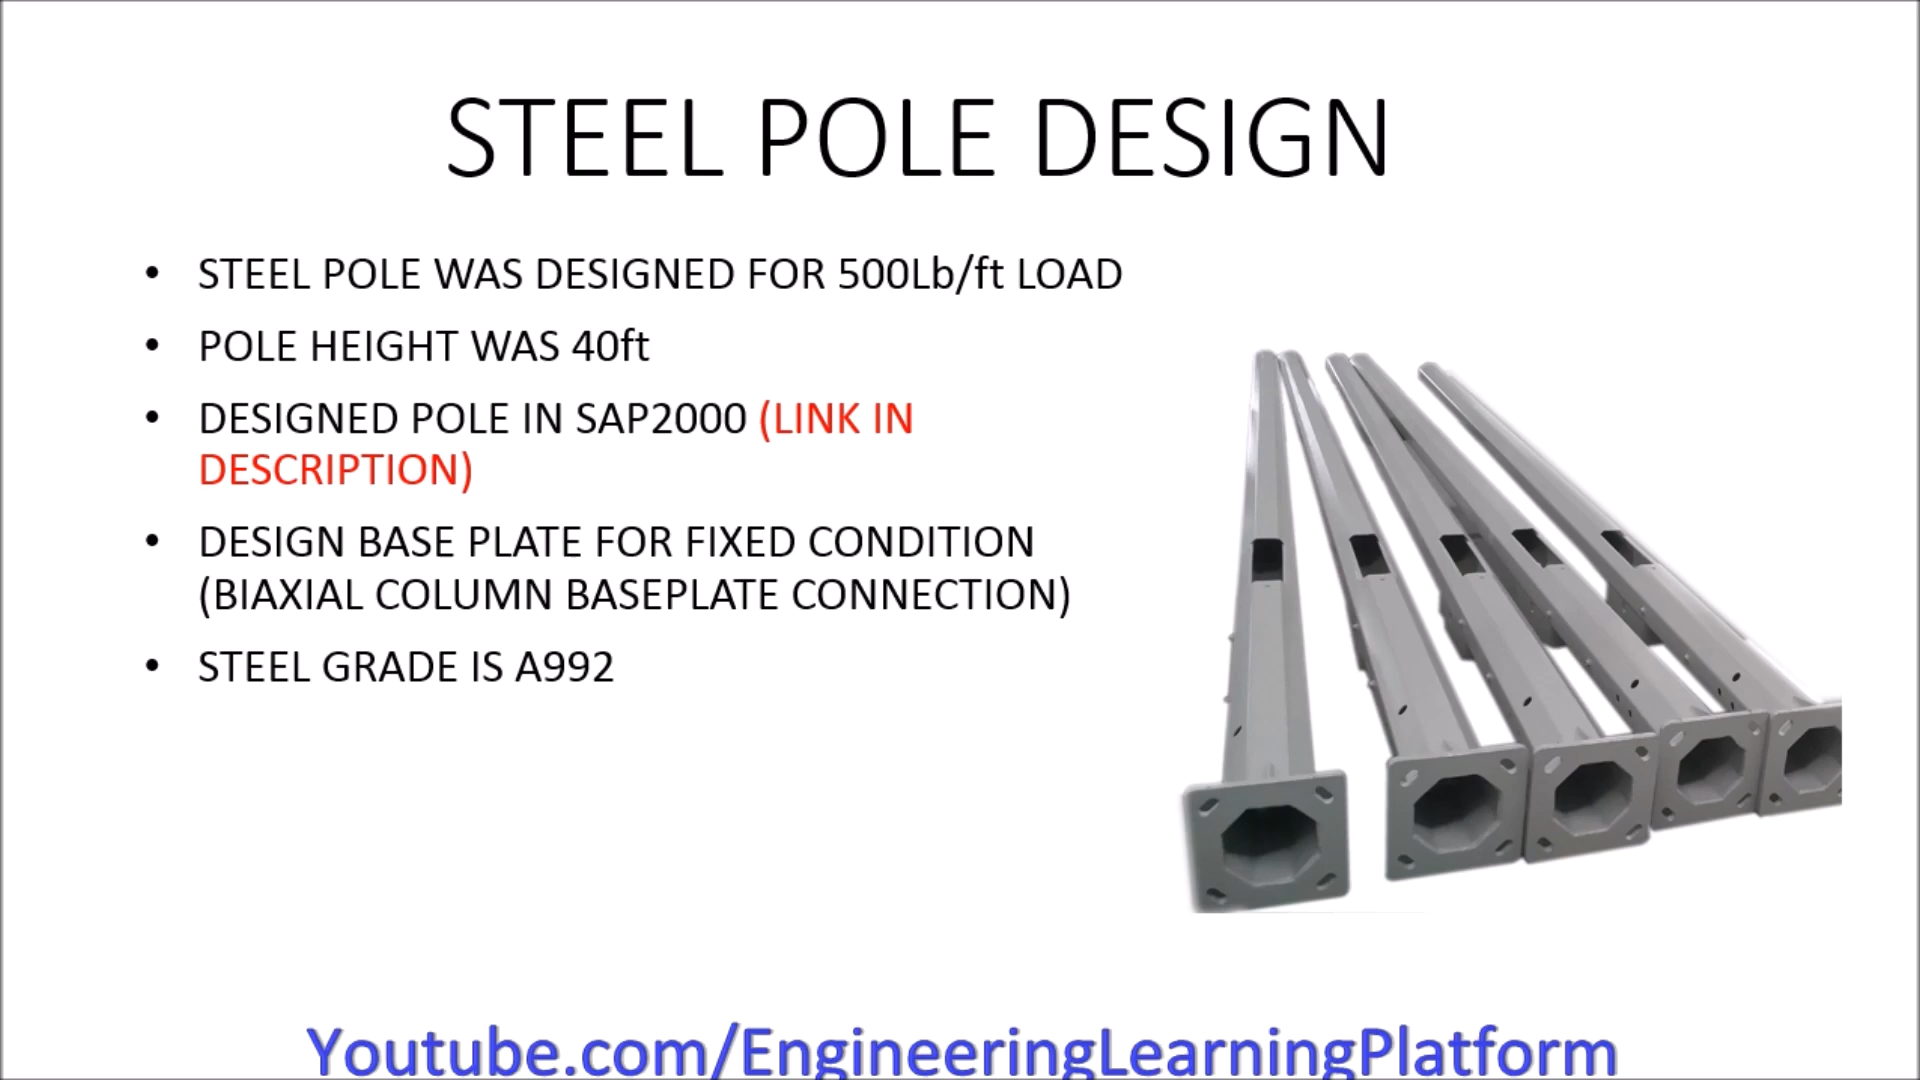 STEEL POLE DESIGN
• STEEL POLE WAS DESIGNED FOR 500Lb/ft LOAD
• POLE HEIGHT WAS 40ft
• DESIGNED POLE IN SAP2000 (LINK IN
DESCRIPTION)
• DESIGN BASE PLATE FOR FIXED CONDITION
(BIAXIAL COLUMN BASEPLATE CONNECTION)
• STEEL GRADE IS A992
Youtube.com/EngineeringLearningPlatform